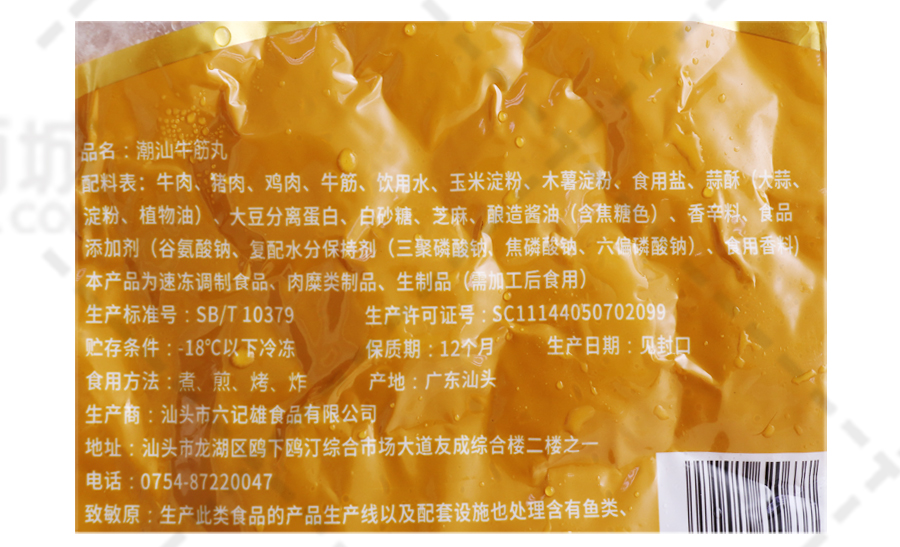 品名：潮汕牛筋丸
配料表：牛肉、猪肉、鸡肉、牛筋、饮用水、玉米淀粉、木薯淀粉、食用盐、蒜酥（大蒜、
淀粉、植物油）、大豆分离蛋白、白砂糖、芝麻、酿造酱油（含焦糖色）、香辛料、食品
添加剂（谷氨酸钠、复配水分保持剂（三聚磷酸钠、焦磷酸钠、六偏磷酸钠）、食用香料)
本产品为速冻调制食品、肉糜类制品、生制品（需加工后食用）
生产标准号：SB/T 10379 生产许可证号：SC11144050702099
贮存条件：-18℃以下冷冻 保质期：12个月 生产日期：见封口
食用方法：煮、煎、烤、炸 产地：广东汕头
生产商：汕头市六记雄食品有限公司
地址：汕头市龙湖区鸥下鸥汀综合市场大道友成综合楼二楼之一
电话：0754-87220047
致敏原：生产此类食品的产品生产线以及配套设施也处理含有鱼类、